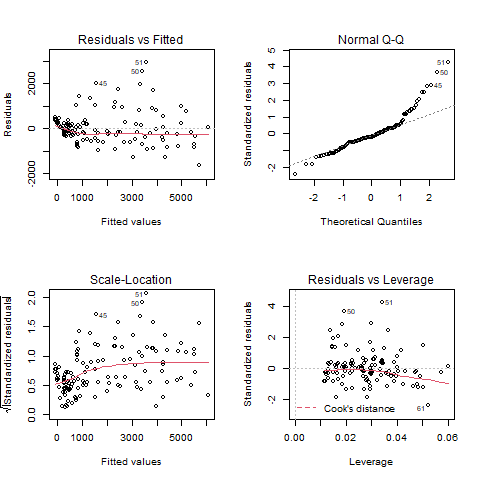 Residuals vs Fitted
Residuals
-2000 0 2000
51
50
45
0 1000 3000 5000
Fitted values
Normal Q-Q
Standardized residuals
-2 0 1 2 3 4 5
51
50
45
-2 -1 0 1 2
Theoretical Quantiles
Scale-Location
√|Standardized residuals|
0.0 0.5 1.0 1.5 2.0
51
50
45
0 1000 3000 5000
Fitted values
Residuals vs Leverage
Standardized residuals
-2 0 2 4
51
50
61
Cook's distance
0.00 0.02 0.04 0.06
Leverage